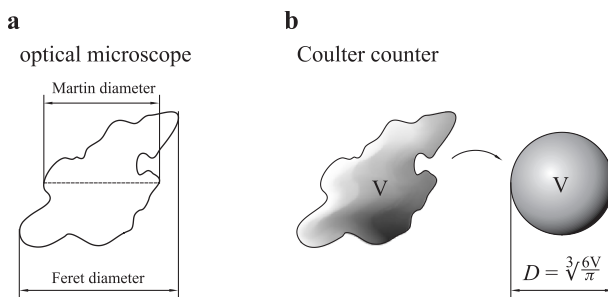 a
optical microscope
Martin diameter
Feret diameter
b
Coulter counter
V
V
D = ∛(6V/π)